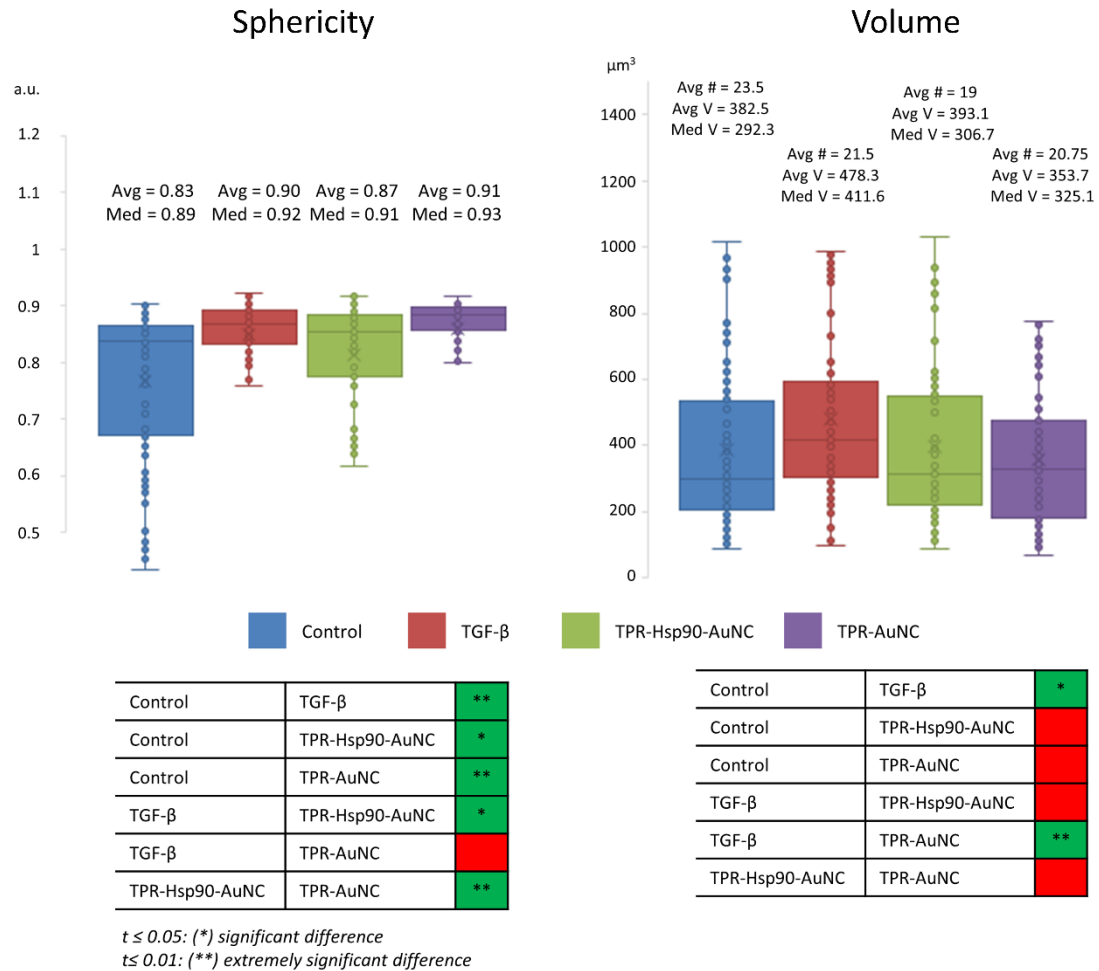 Sphericity
a.u.
1.2
1.1
1
0.9
0.8
0.7
0.6
0.5
Avg = 0.83
Med = 0.89
Avg = 0.90
Med = 0.92
Avg = 0.87
Med = 0.91
Avg = 0.91
Med = 0.93
Volume
µm³
1400
1200
1000
800
600
400
200
0
Avg # = 23.5
Avg V = 382.5
Med V = 292.3
Avg # = 21.5
Avg V = 478.3
Med V = 411.6
Avg # = 19
Avg V = 393.1
Med V = 306.7
Avg # = 20.75
Avg V = 353.7
Med V = 325.1
Control TGF-β TPR-Hsp90-AuNC TPR-AuNC
Control TGF-β **
Control TPR-Hsp90-AuNC *
Control TPR-AuNC **
TGF-β TPR-Hsp90-AuNC *
TGF-β TPR-AuNC
TPR-Hsp90-AuNC TPR-AuNC **
t ≤ 0.05: (*) significant difference
t≤ 0.01: (**) extremely significant difference
Control TGF-β *
Control TPR-Hsp90-AuNC
Control TPR-AuNC
TGF-β TPR-Hsp90-AuNC
TGF-β TPR-AuNC **
TPR-Hsp90-AuNC TPR-AuNC